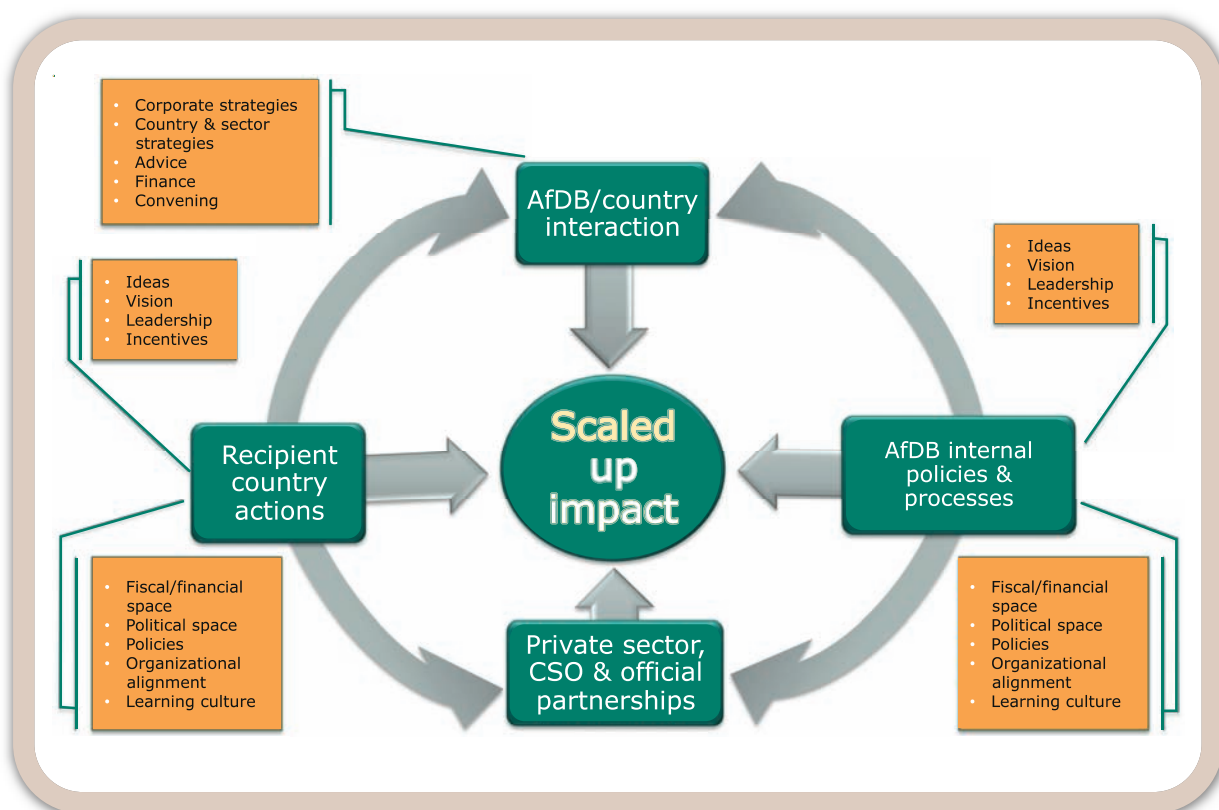 • Corporate strategies
• Country & sector
strategies
• Advice
• Finance
• Convening
AfDB/country
interaction
• Ideas
• Vision
• Leadership
• Incentives
• Ideas
• Vision
• Leadership
• Incentives
Recipient
country
actions
Scaled
up
impact
AfDB internal
policies &
processes
• Fiscal/financial
space
• Political space
• Policies
• Organizational
alignment
• Learning culture
Private sector,
CSO & official
partnerships
• Fiscal/financial
space
• Political space
• Policies
• Organizational
alignment
• Learning culture